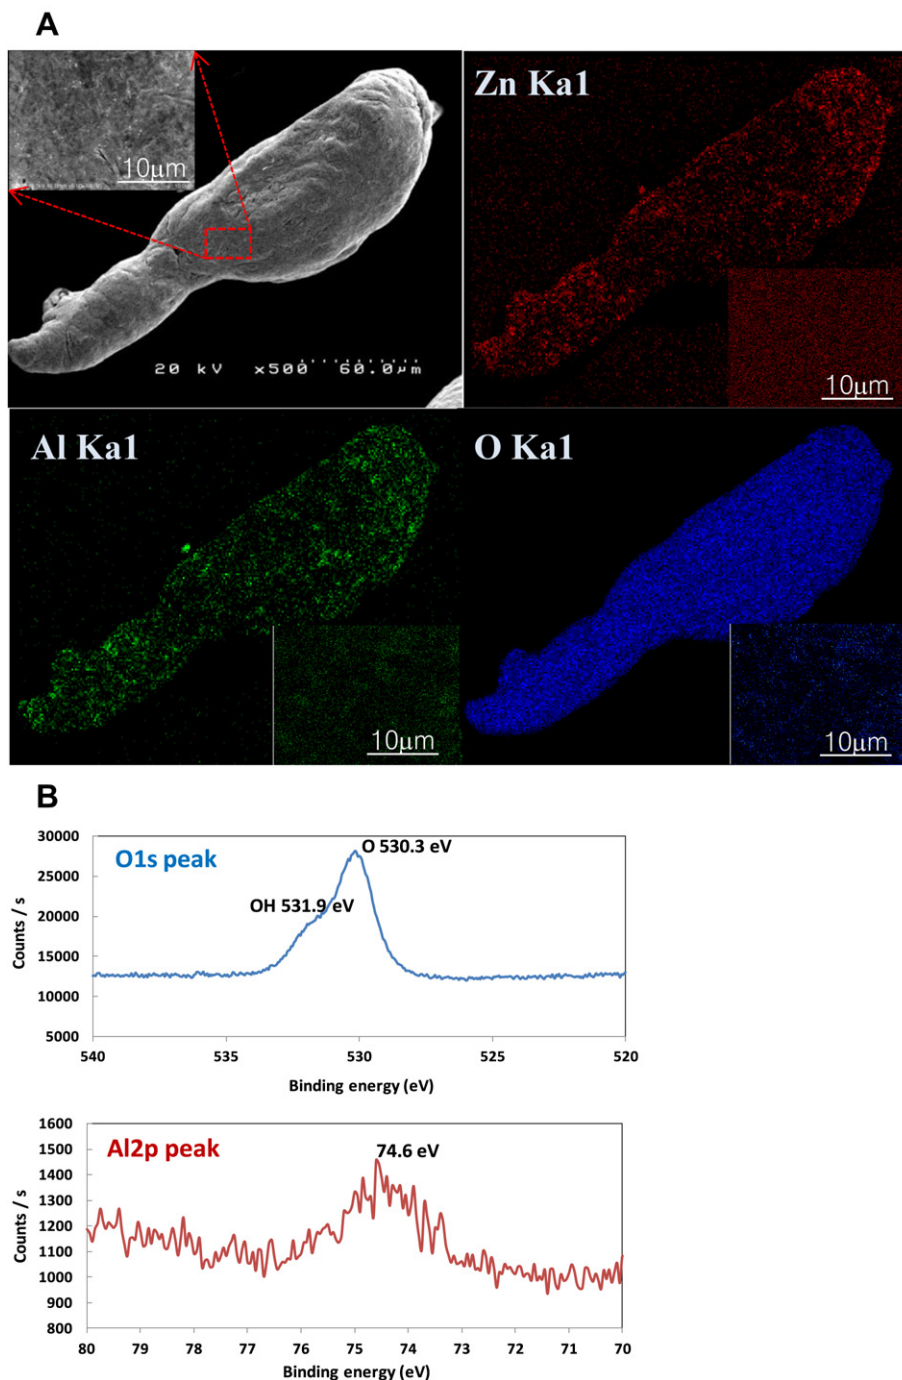 A
10μm
20 kV x500 60.0μm
Zn Ka1
10μm
Al Ka1
10μm
O Ka1
10μm
B
O1s peak
O 530.3 eV
OH 531.9 eV
Counts / s
30000
25000
20000
15000
10000
5000
540 535 530 525 520
Binding energy (eV)
Al2p peak
74.6 eV
Counts / s
1600
1500
1400
1300
1200
1100
1000
900
800
80 79 78 77 76 75 74 73 72 71 70
Binding energy (eV)